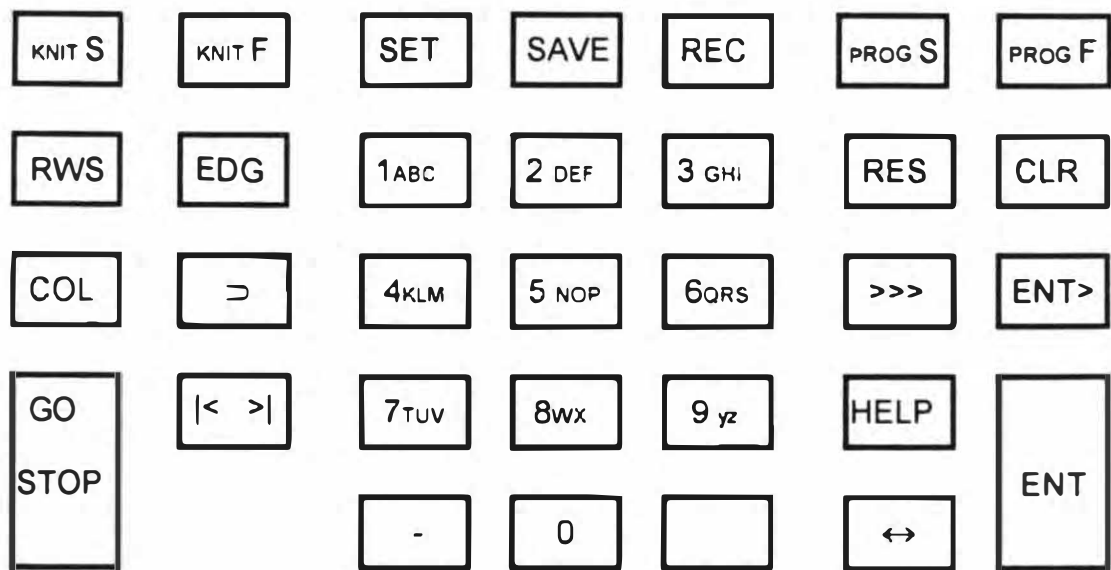 KNIT S KNIT F SET SAVE REC PROG S PROG F
RWS EDG 1ABC 2 DEF 3 GHI RES CLR
COL ⊃ 4KLM 5 NOP 6QRS >>> ENT>
GO |< >| 7TUV 8WX 9 YZ HELP
STOP ENT
- 0 ↔